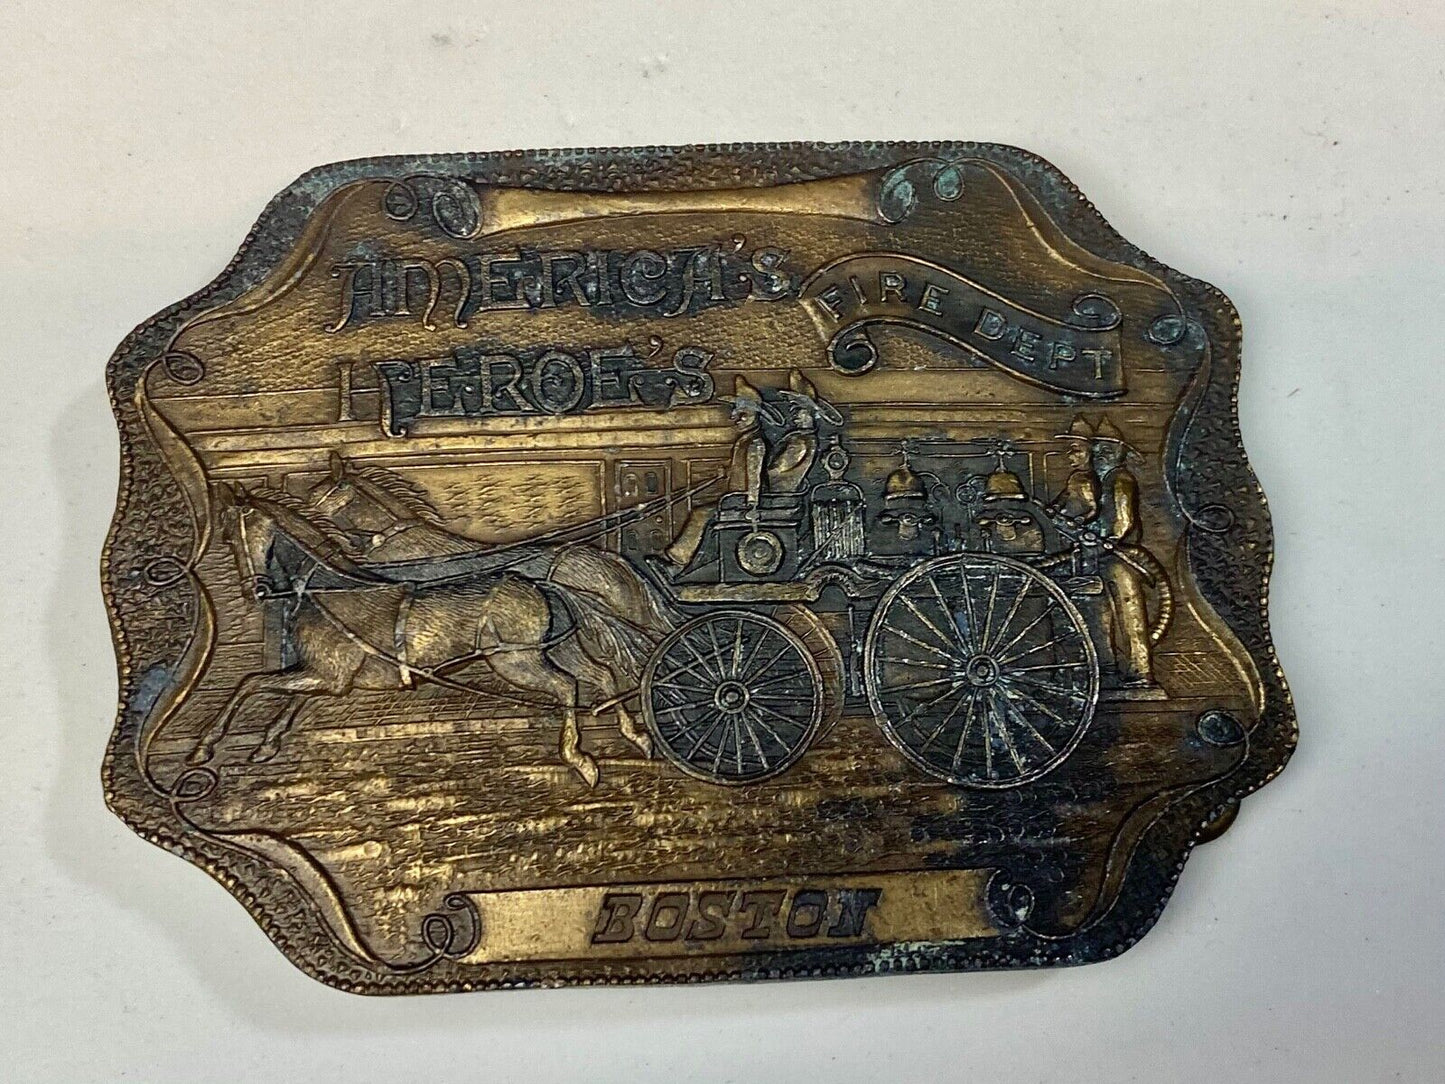 AMERICA'S
HEROE'S
FIRE DEPT
BOSTON